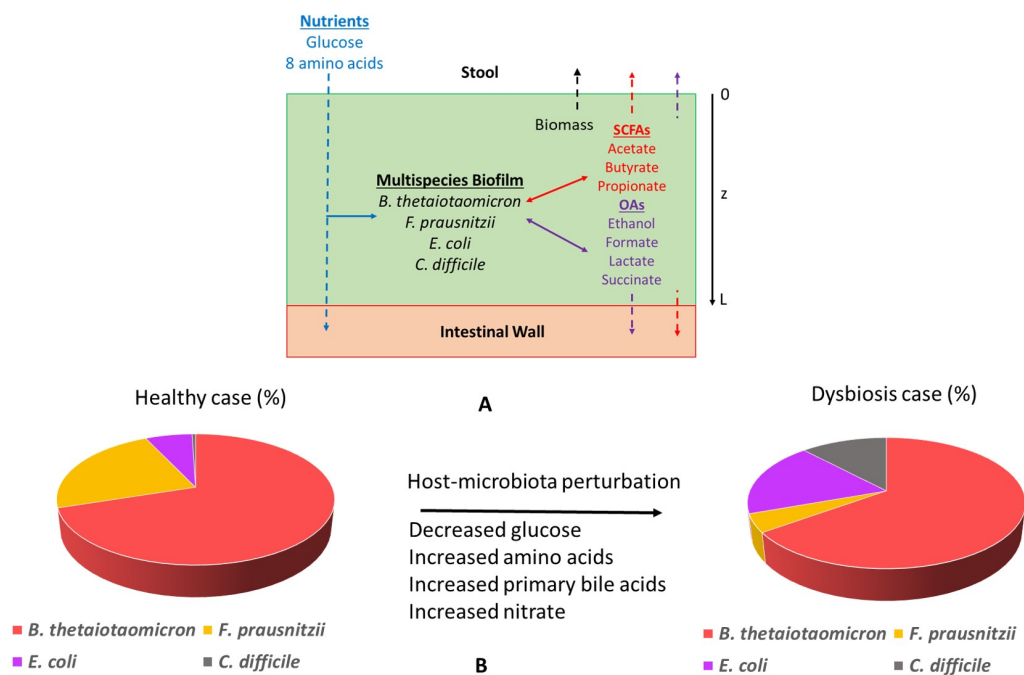 Nutrients
Glucose
8 amino acids
Stool
0
Biomass
SCFAs
Acetate
Butyrate
Propionate
OAs
Ethanol
Formate
Lactate
Succinate
Multispecies Biofilm
B. thetaiotaomicron
F. prausnitzii
E. coli
C. difficile
z
L
Intestinal Wall
A
Healthy case (%)
B. thetaiotaomicron F. prausnitzii
E. coli C. difficile
Host-microbiota perturbation
Decreased glucose
Increased amino acids
Increased primary bile acids
Increased nitrate
Dysbiosis case (%)
B. thetaiotaomicron F. prausnitzii
E. coli C. difficile
B